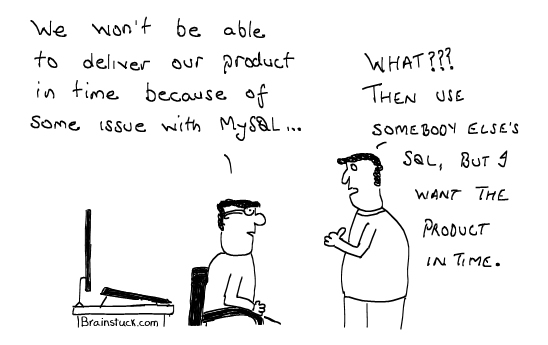 We won't be able
to deliver our product
in time because of
some issue with MySQL...
WHAT???
THEN USE
SOMEBODY ELSE'S
SQL, BUT I
WANT THE
PRODUCT
IN TIME.
Brainstuck.com